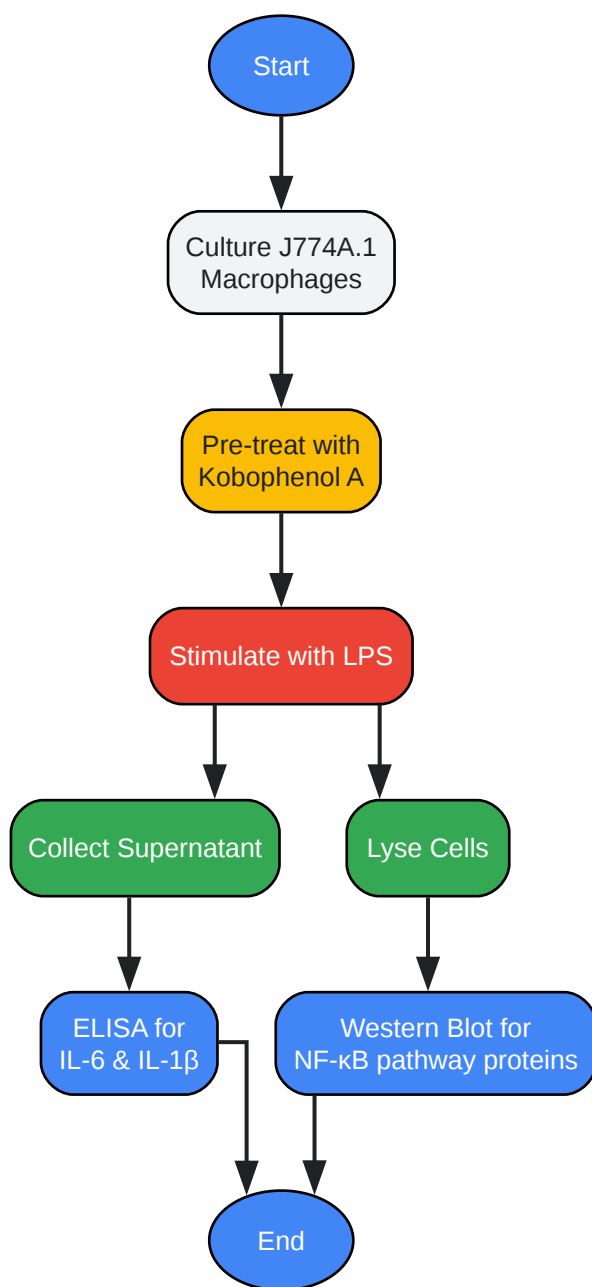 Start
Culture J774A.1
Macrophages
Pre-treat with
Kobophenol A
Stimulate with LPS
Collect Supernatant
Lyse Cells
ELISA for
IL-6 & IL-1β
Western Blot for
NF-κB pathway proteins
End